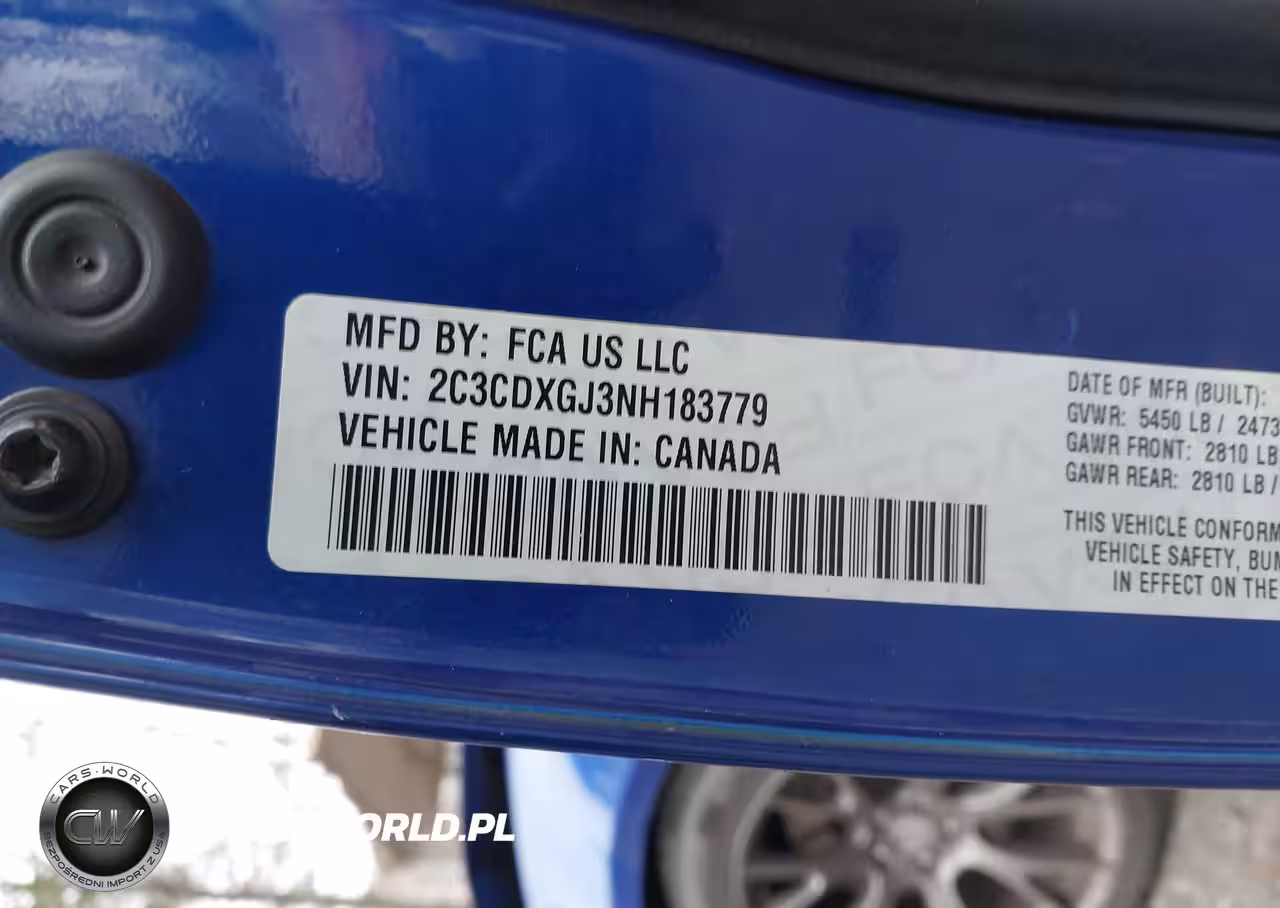 MFD BY: FCA US LLC
VIN: 2C3CDXGJ3NH183779
VEHICLE MADE IN: CANADA
DATE OF MFR (BUILT):
GVWR: 5450 LB / 2473
GAWR FRONT: 2810 LB
GAWR REAR: 2810 LB /
THIS VEHICLE CONFORM
VEHICLE SAFETY, BUM
IN EFFECT ON THE
CARS-WORLD
CW
BEZPOŚREDNI IMPORT Z USA
ORLD.PL